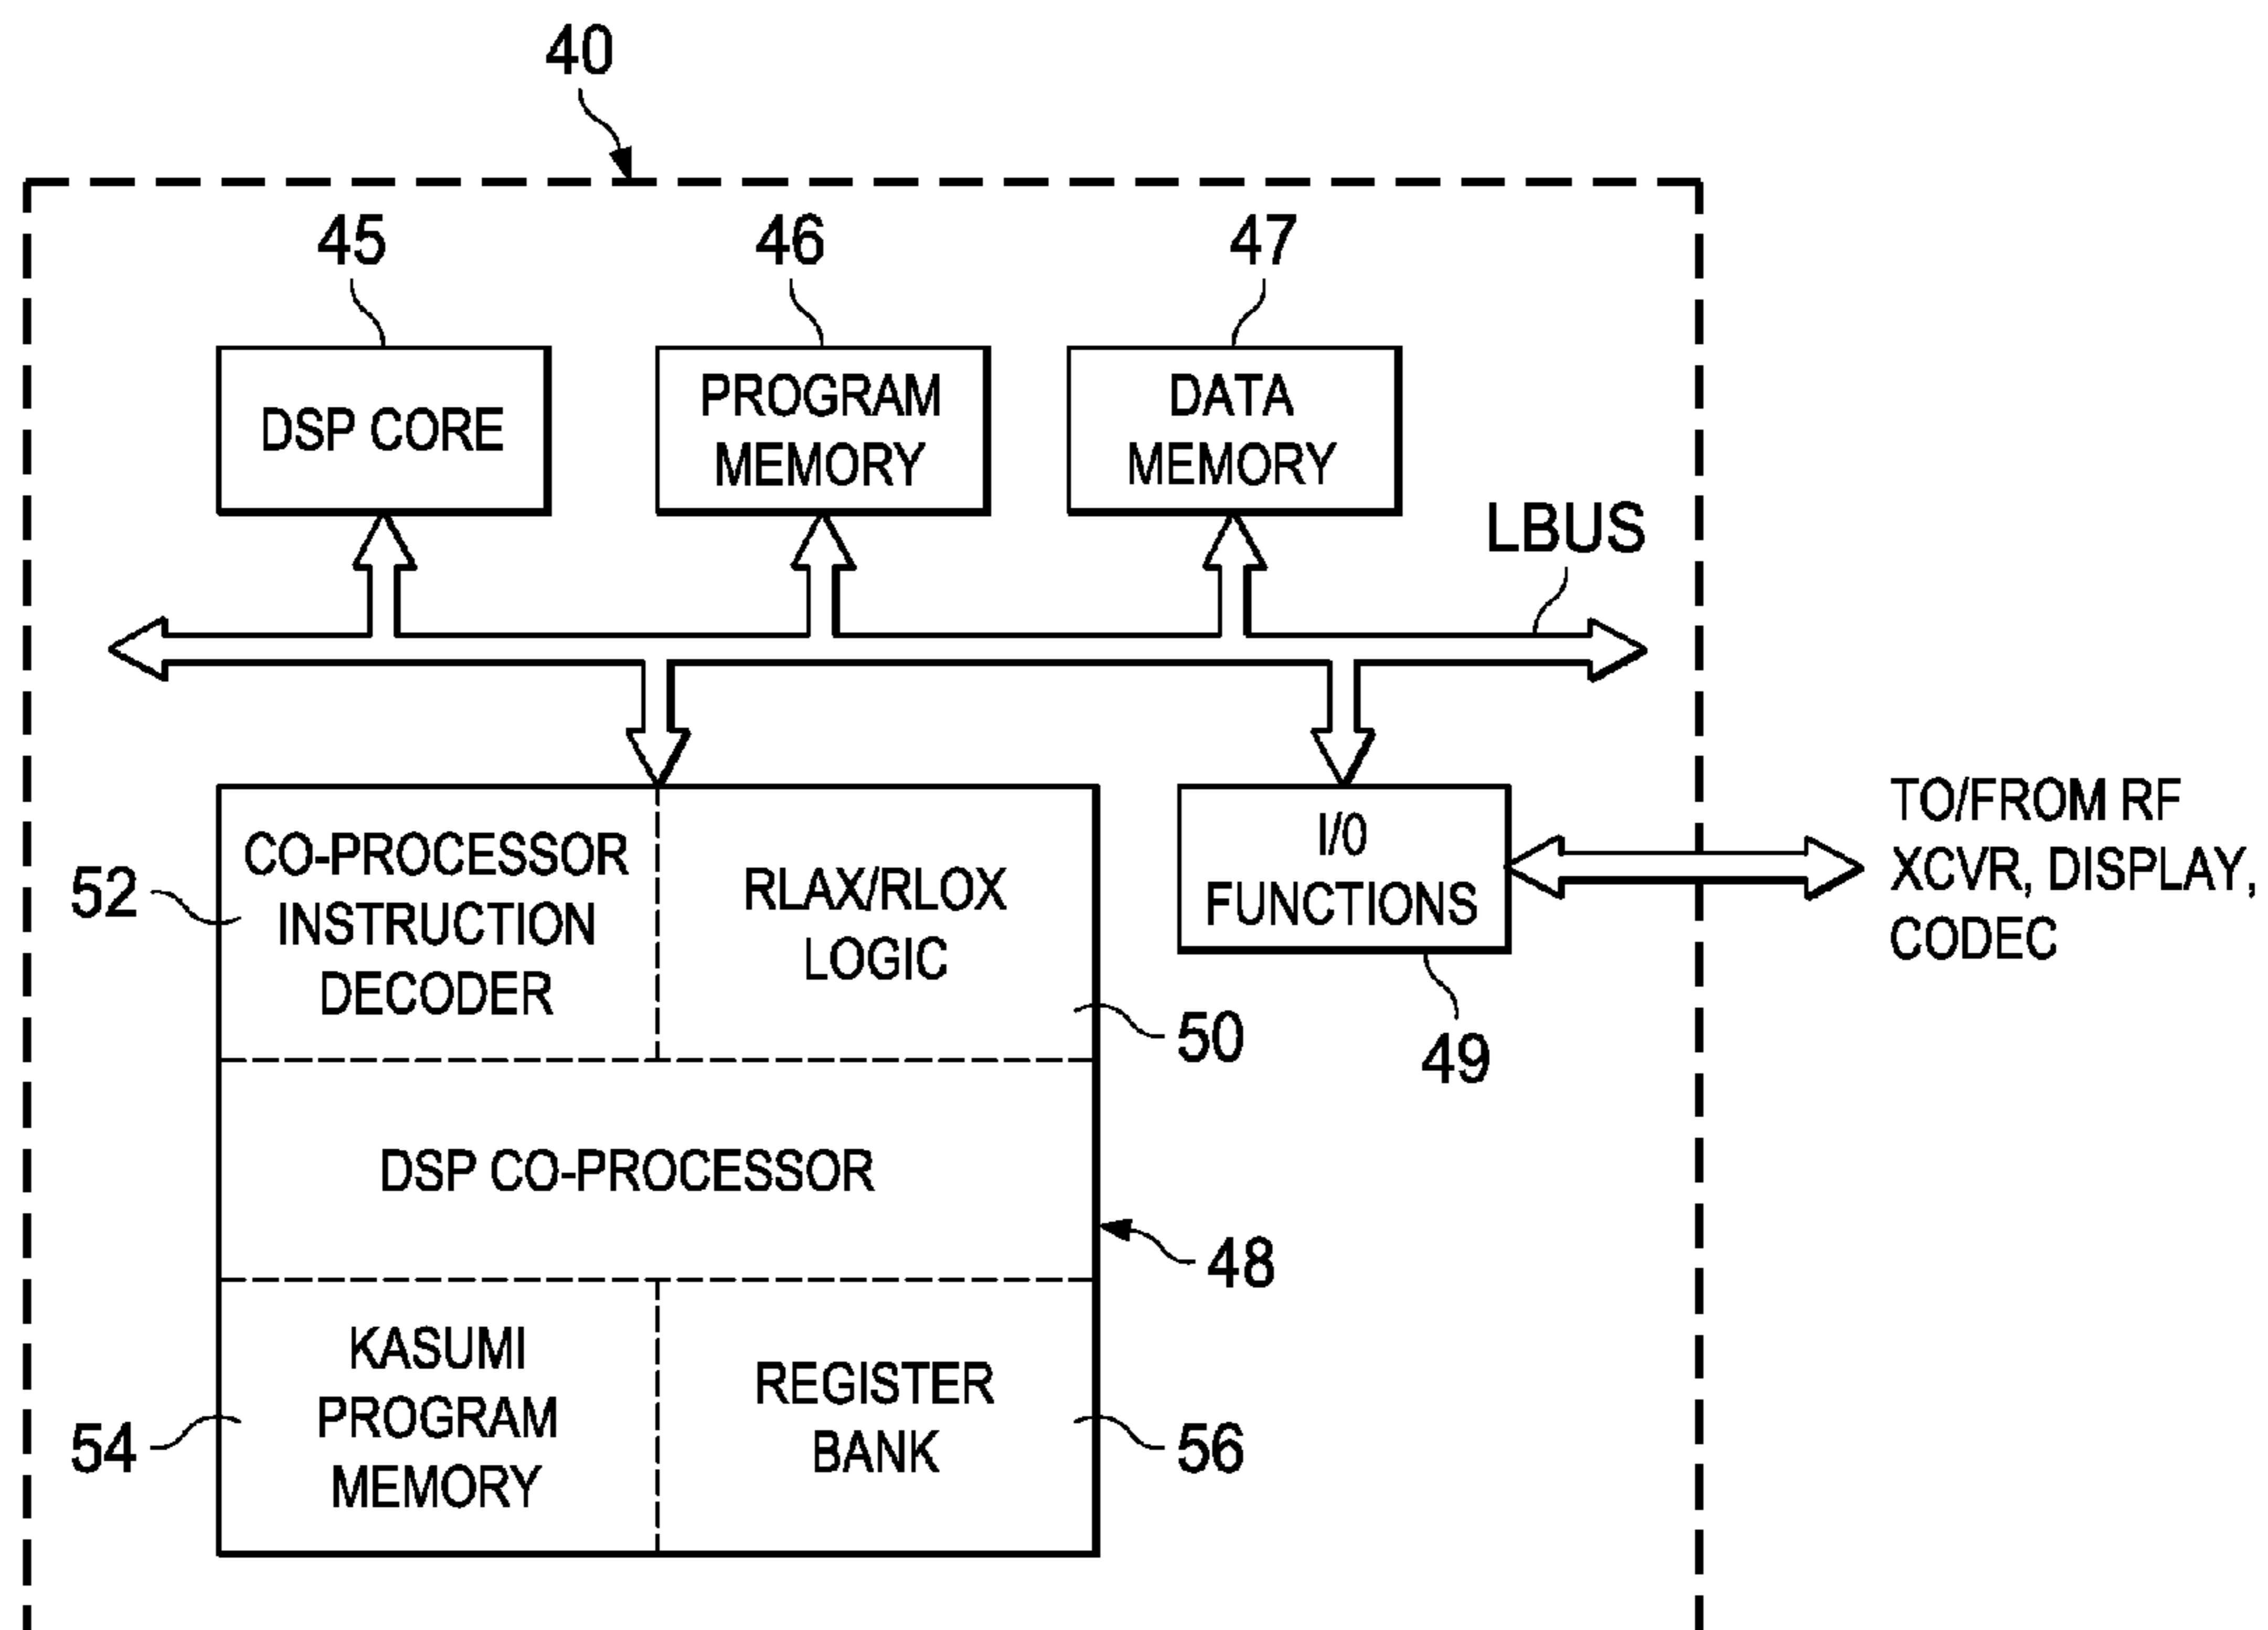 40
45
46
47
DSP CORE
PROGRAM
MEMORY
DATA
MEMORY
LBUS
CO-PROCESSOR
INSTRUCTION
DECODER
52
RLAX/RLOX
LOGIC
50
I/0
FUNCTIONS
49
TO/FROM RF
XCVR, DISPLAY,
CODEC
DSP CO-PROCESSOR
48
KASUMI
PROGRAM
MEMORY
54
REGISTER
BANK
56